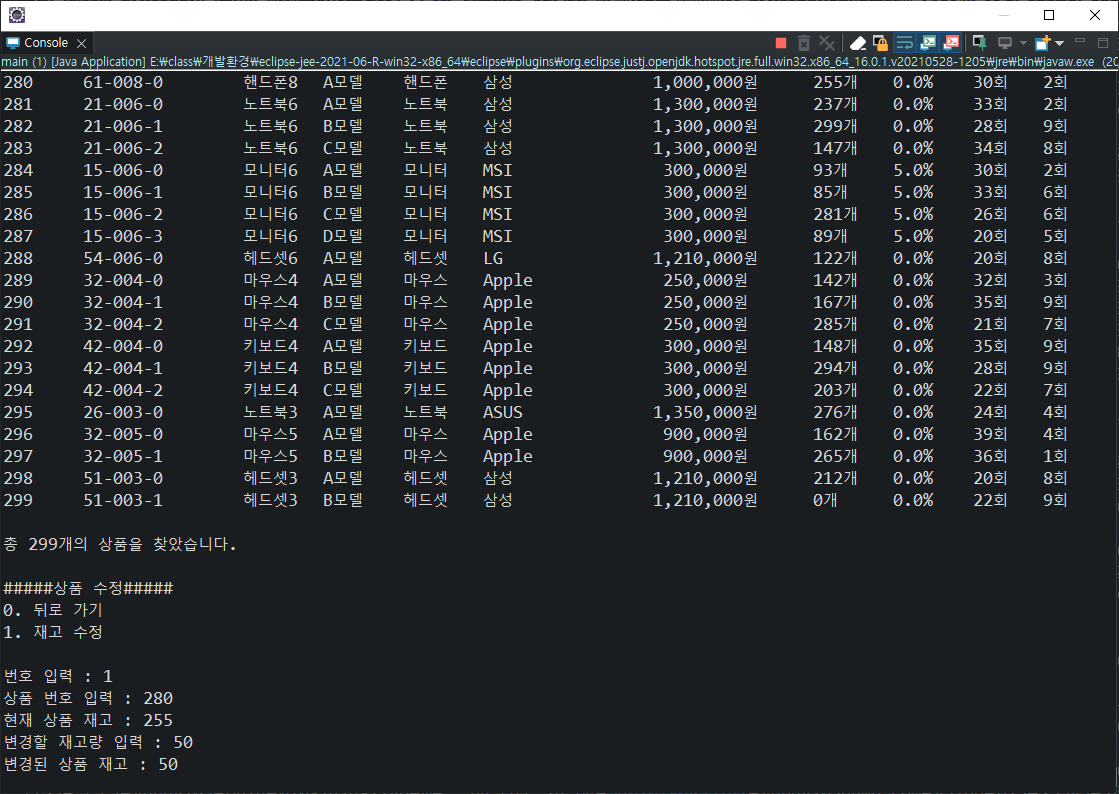 Console
main (1) [Java Application] E:₩class₩개발환경₩eclipse-jee-2021-06-R-win32-x86_64₩eclipse₩plugins₩org.eclipse.justj.openjdk.hotspot.jre.full.win32.x86_64_16.0.1.v20210528-1205₩jre₩bin₩javaw.exe (20
280 61-008-0 핸드폰8 A모델 핸드폰 삼성 1,000,000원 255개 0.0% 30회 2회
281 21-006-0 노트북6 A모델 노트북 삼성 1,300,000원 237개 0.0% 33회 2회
282 21-006-1 노트북6 B모델 노트북 삼성 1,300,000원 299개 0.0% 28회 9회
283 21-006-2 노트북6 C모델 노트북 삼성 1,300,000원 147개 0.0% 34회 8회
284 15-006-0 모니터6 A모델 모니터 MSI 300,000원 93개 5.0% 30회 2회
285 15-006-1 모니터6 B모델 모니터 MSI 300,000원 85개 5.0% 33회 6회
286 15-006-2 모니터6 C모델 모니터 MSI 300,000원 281개 5.0% 26회 6회
287 15-006-3 모니터6 D모델 모니터 MSI 300,000원 89개 5.0% 20회 5회
288 54-006-0 헤드셋6 A모델 헤드셋 LG 1,210,000원 122개 0.0% 20회 8회
289 32-004-0 마우스4 A모델 마우스 Apple 250,000원 142개 0.0% 32회 3회
290 32-004-1 마우스4 B모델 마우스 Apple 250,000원 167개 0.0% 35회 9회
291 32-004-2 마우스4 C모델 마우스 Apple 250,000원 285개 0.0% 21회 7회
292 42-004-0 키보드4 A모델 키보드 Apple 300,000원 148개 0.0% 35회 9회
293 42-004-1 키보드4 B모델 키보드 Apple 300,000원 294개 0.0% 28회 9회
294 42-004-2 키보드4 C모델 키보드 Apple 300,000원 203개 0.0% 22회 7회
295 26-003-0 노트북3 A모델 노트북 ASUS 1,350,000원 276개 0.0% 24회 4회
296 32-005-0 마우스5 A모델 마우스 Apple 900,000원 162개 0.0% 39회 4회
297 32-005-1 마우스5 B모델 마우스 Apple 900,000원 265개 0.0% 36회 1회
298 51-003-0 헤드셋3 A모델 헤드셋 삼성 1,210,000원 212개 0.0% 20회 8회
299 51-003-1 헤드셋3 B모델 헤드셋 삼성 1,210,000원 0개 0.0% 22회 9회
총 299개의 상품을 찾았습니다.
#####상품 수정#####
0. 뒤로 가기
1. 재고 수정
번호 입력 : 1
상품 번호 입력 : 280
현재 상품 재고 : 255
변경할 재고량 입력 : 50
변경된 상품 재고 : 50